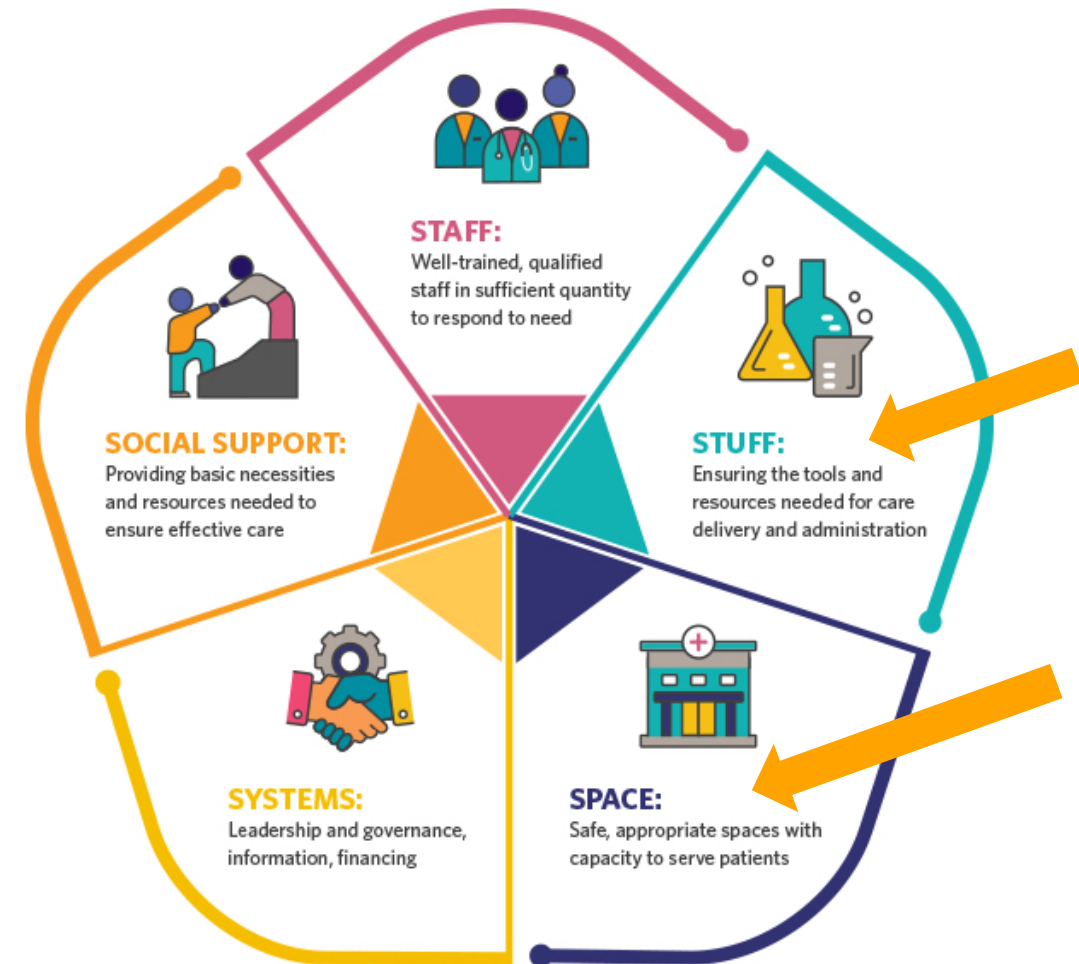 STAFF:
Well-trained, qualified
staff in sufficient quantity
to respond to need
STUFF:
Ensuring the tools and
resources needed for care
delivery and administration
SPACE:
Safe, appropriate spaces with
capacity to serve patients
SYSTEMS:
Leadership and governance,
information, financing
SOCIAL SUPPORT:
Providing basic necessities
and resources needed to
ensure effective care